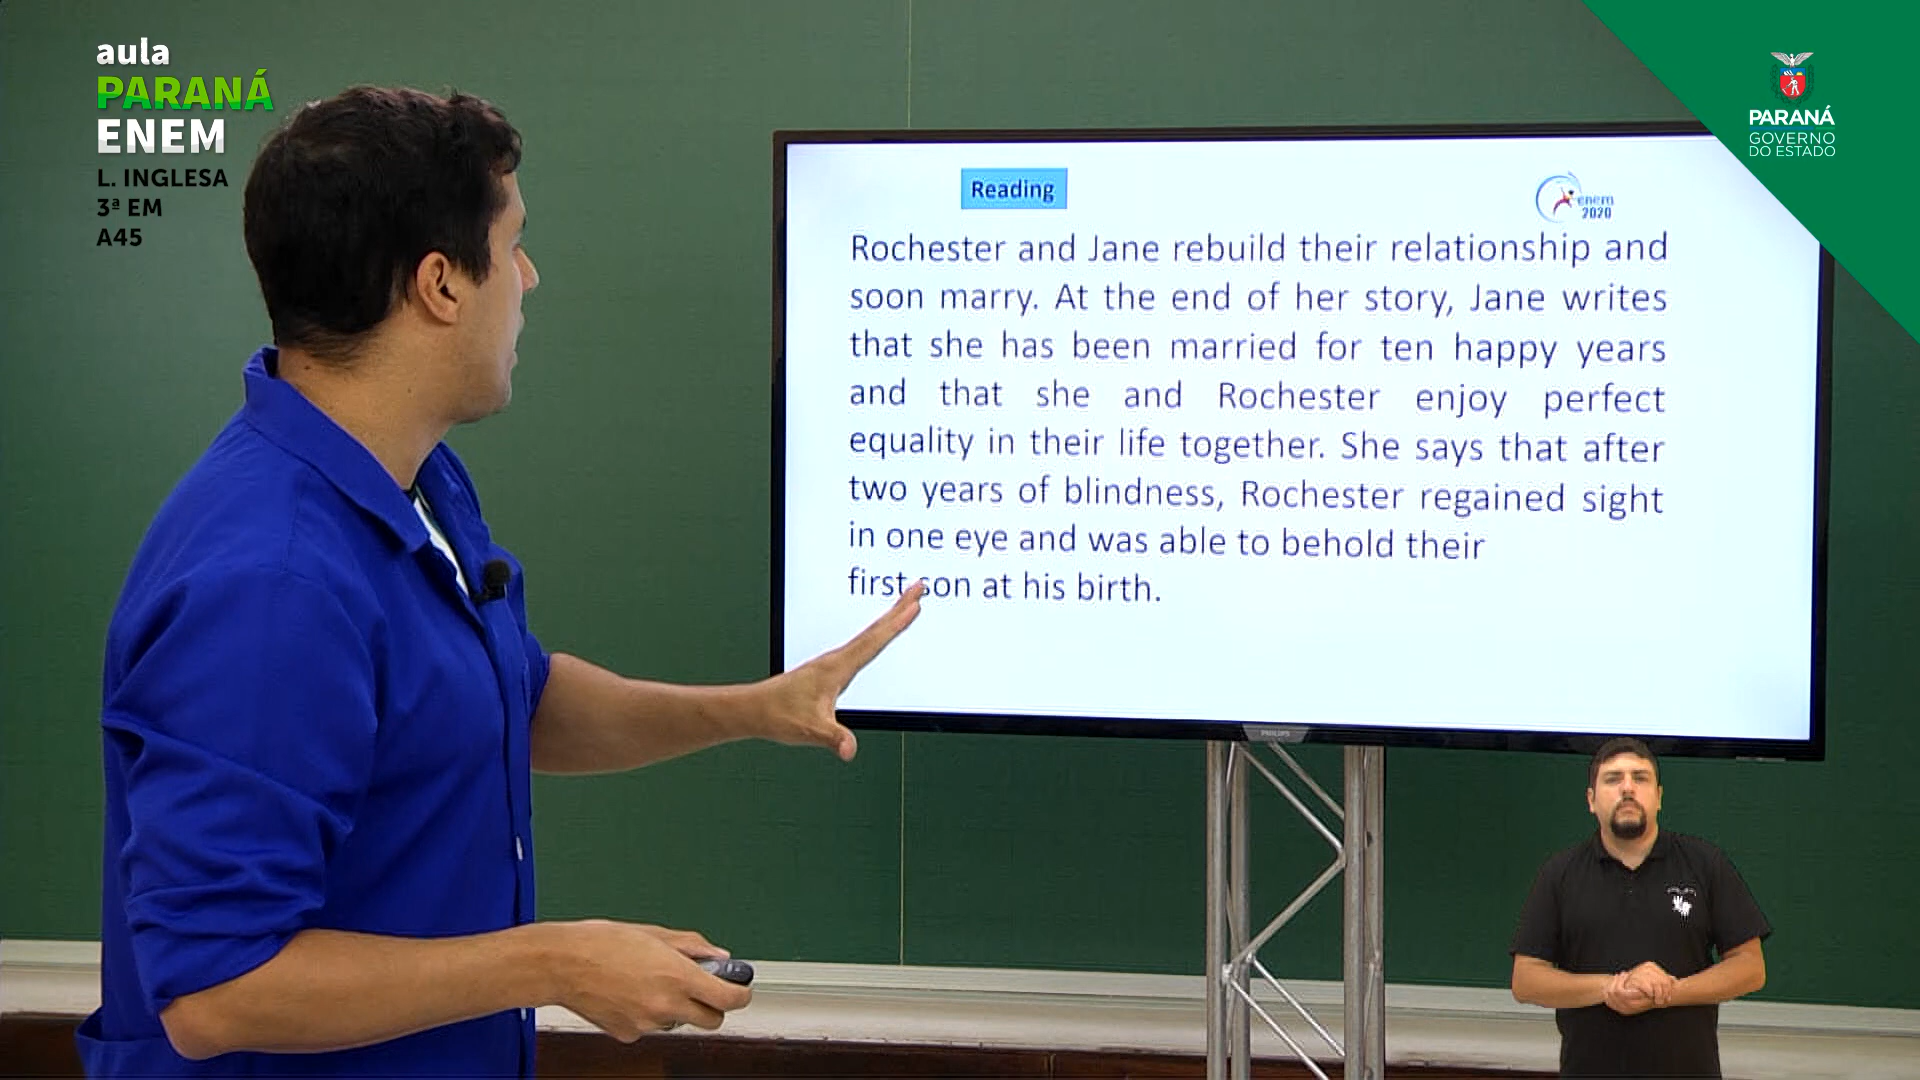 aula
PARANÁ
ENEM
L. INGLESA
3ª EM
A45
PARANÁ
GOVERNO
DO ESTADO
Reading
enem
2020
Rochester and Jane rebuild their relationship and
soon marry. At the end of her story, Jane writes
that she has been married for ten happy years
and that she and Rochester enjoy perfect
equality in their life together. She says that after
two years of blindness, Rochester regained sight
in one eye and was able to behold their
first son at his birth.
PHILIPS